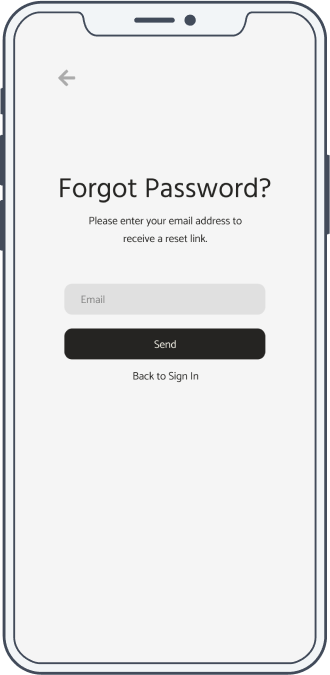 Forgot Password?
Please enter your email address to
receive a reset link.
Email
Send
Back to Sign In